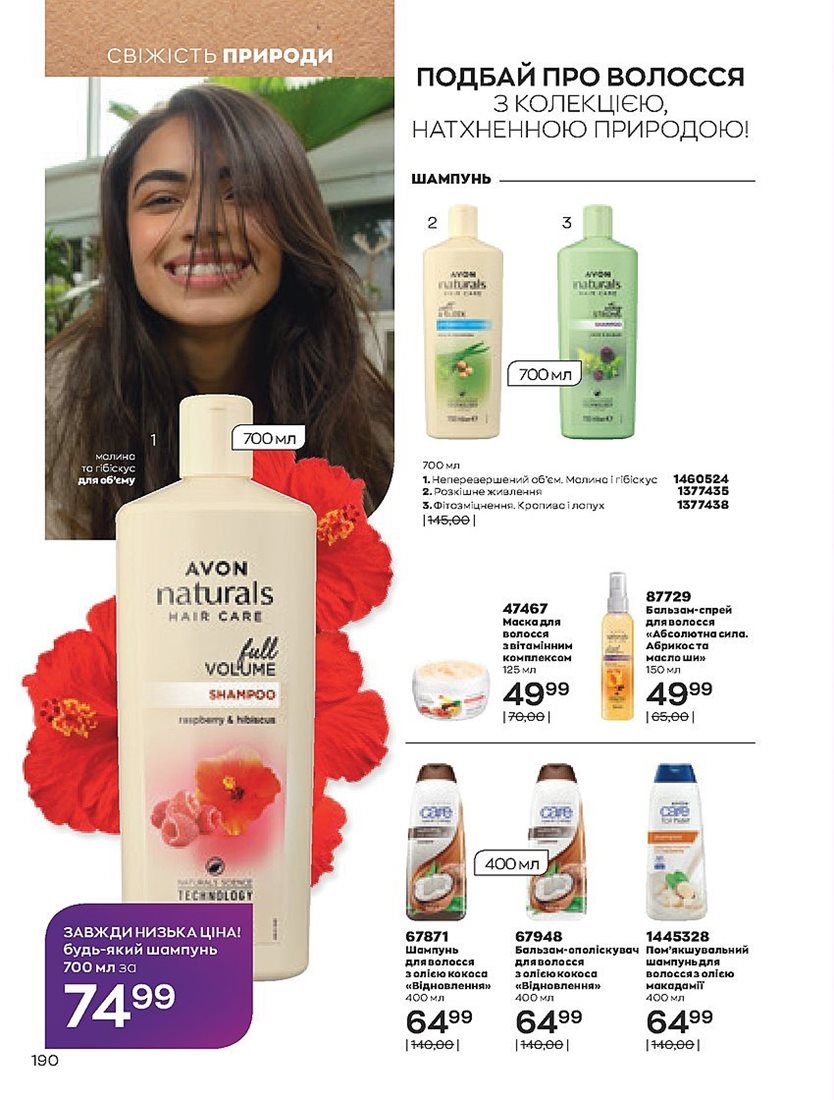 СВІЖІСТЬ ПРИРОДИ
ПОДБАЙ ПРО ВОЛОССЯ
З КОЛЕКЦІЄЮ,
НАТХНЕННОЮ ПРИРОДОЮ!
ШАМПУНЬ
2
3
AVON
naturals
HAIR CARE
AVON
naturals
HAIR CARE
STRONG
SHAMPOO
700 мл
1
малина
та гібіскус
для об'єму
700 мл
700 мл
1. Неперевершений об'єм. Малина і гібіскус 1460524
2. Розкішне живлення 1377435
3. Фітозміцнення. Кропива і лопух 1377438
|145,00|
AVON
naturals
HAIR CARE
full
VOLUME
SHAMPOO
raspberry & hibiscus
NATURALS SCIENCE
TECHNOLOGY
47467
Маска для
волосся
з вітамінним
комплексом
125 мл
49 99
|70,00|
naturals
87729
Бальзам-спрей
для волосся
«Абсолютна сила.
Абрикос та
масло ши»
150 мл
49 99
|65,00|
care
care
care
400 мл
67871
Шампунь
для волосся
з олією кокоса
«Відновлення»
400 мл
64 99
|140,00|
67948
Бальзам-ополіскувач
для волосся
з олією кокоса
«Відновлення»
400 мл
64 99
|140,00|
1445328
Пом'якшувальний
шампунь для
волосся з олією
макадамії
400 мл
64 99
|140,00|
ЗАВЖДИ НИЗЬКА ЦІНА!
будь-який шампунь
700 мл за
74 99
190